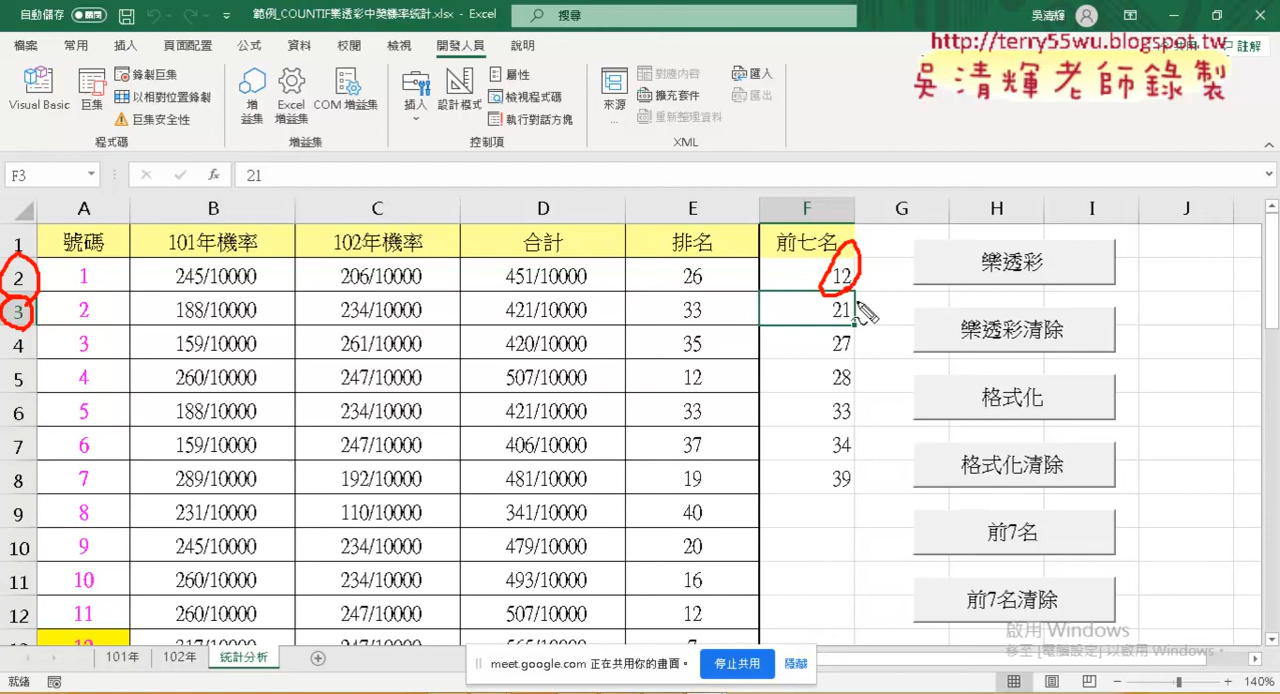 自動儲存 範例_COUNTIF樂透彩中獎機率統計.xlsx - Excel 搜尋 吳清輝
檔案 常用 插入 頁面配置 公式 資料 校閱 檢視 開發人員 說明 註解
http://terry55wu.blogspot.tw
吳清輝老師錄製
Visual Basic 巨集 錄製巨集 以相對位置錄製 巨集安全性 程式碼
增益集 Excel 增益集 COM 增益集 增益集
插入 設計模式 屬性 檢視程式碼 執行對話方塊 控制項
來源 對應內容 擴充套件 重新整理資料 匯入 匯出 XML
F3 fx 21
A B C D E F G H I J
1 號碼 101年機率 102年機率 合計 排名 前七名
2 1 245/10000 206/10000 451/10000 26 12
3 2 188/10000 234/10000 421/10000 33 21
4 3 159/10000 261/10000 420/10000 35 27
5 4 260/10000 247/10000 507/10000 12 28
6 5 188/10000 234/10000 421/10000 33 33
7 6 159/10000 247/10000 406/10000 37 34
8 7 289/10000 192/10000 481/10000 19 39
9 8 231/10000 110/10000 341/10000 40
10 9 245/10000 234/10000 479/10000 20
11 10 260/10000 234/10000 493/10000 16
12 11 260/10000 247/10000 507/10000 12
樂透彩
樂透彩清除
格式化
格式化清除
前7名
前7名清除
啟用 Windows
移至 [電腦設定] 以啟用 Windows。
101年 102年 統計分析
meet.google.com 正在共用你的畫面。 停止共用 隱藏
就緒 140%